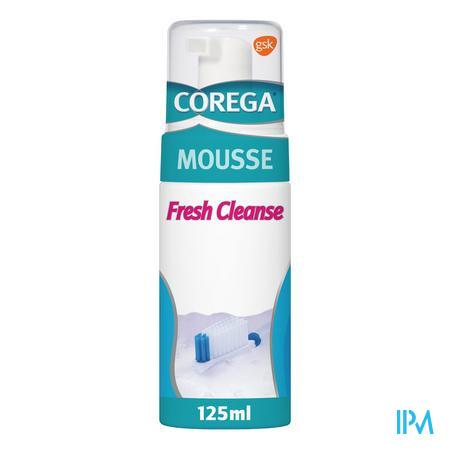 gsk
COREGA
MOUSSE
Fresh Cleanse
125ml
IPM